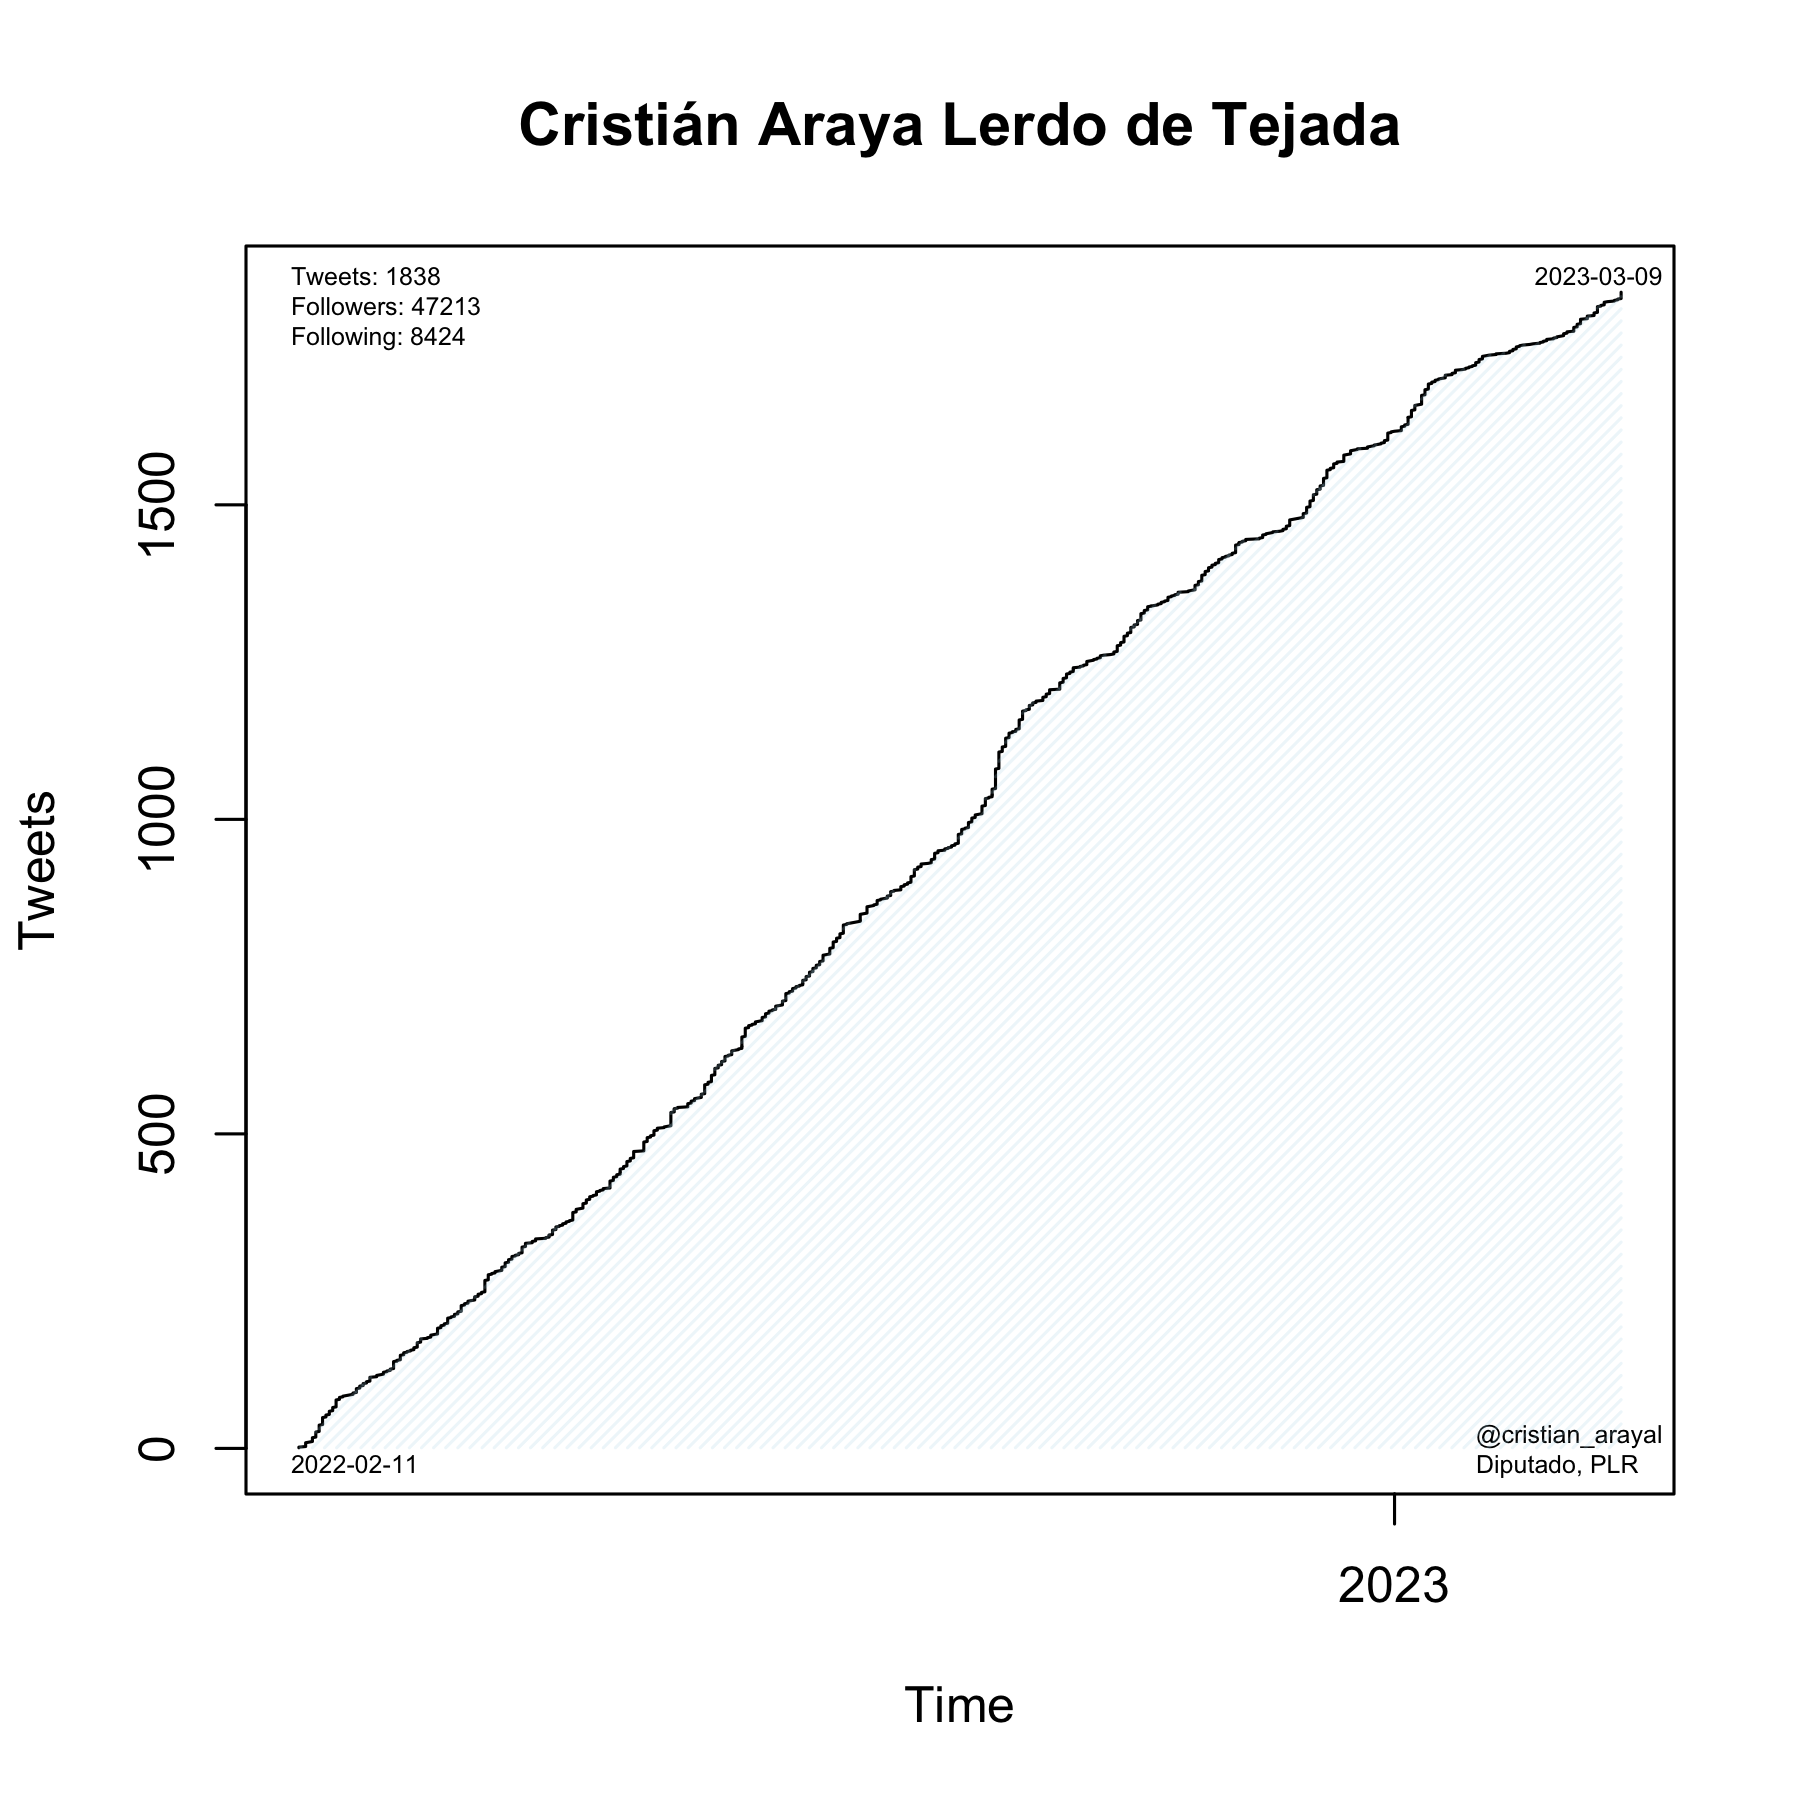 Cristián Araya Lerdo de Tejada
Tweets: 1838
Followers: 47213
Following: 8424
2023-03-09
Tweets
1500
1000
500
0
2022-02-11
@cristian_arayal
Diputado, PLR
2023
Time